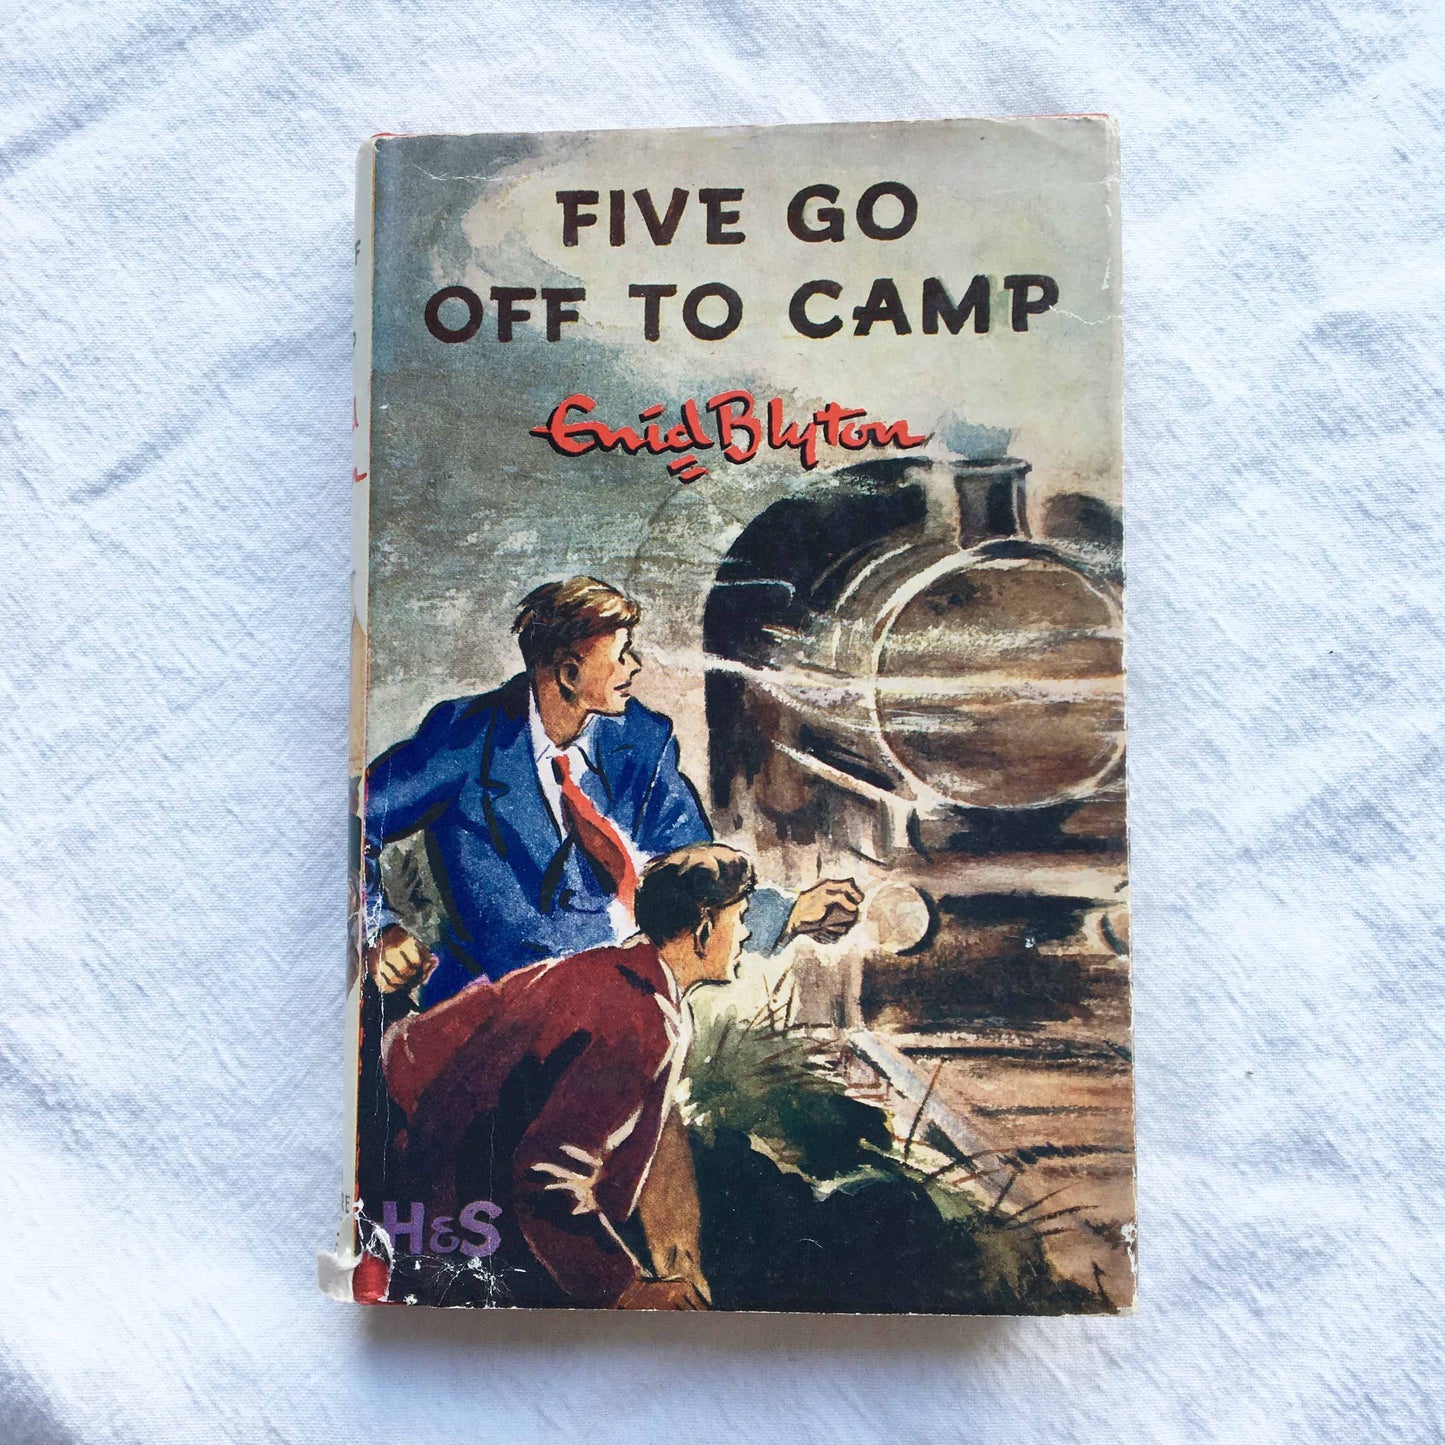 FIVE GO
OFF TO CAMP
Enid Blyton
H&S